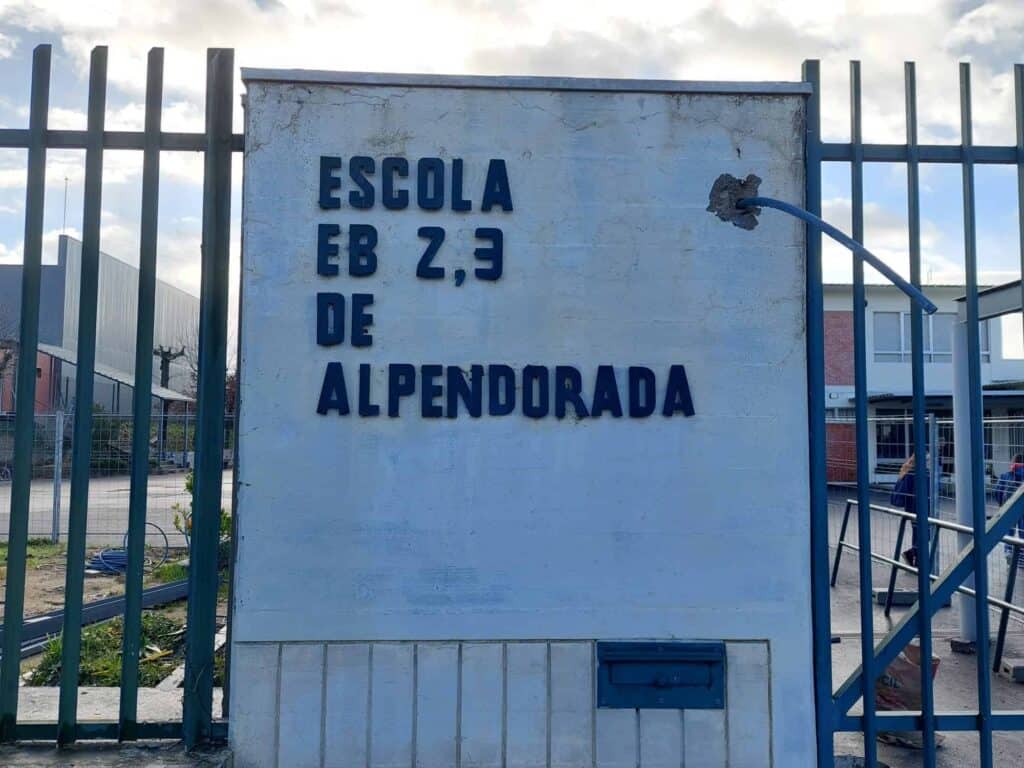 ESCOLA
EB 2,3
DE
ALPENDORADA